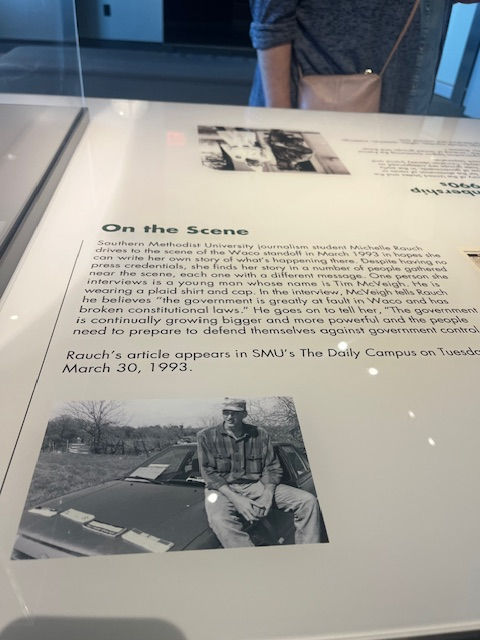 On the Scene
Southern Methodist University journalism student Michelle Rauch
drives to the scene of the Waco standoff in March 1993 in hopes she
can write her own story of what's happening there. Despite having no
press credentials, she finds her story in a number of people gathered
near the scene, each one with a different message. One person she
interviews is a young man whose name is Tim McVeigh. He is
wearing a plaid shirt and cap. In the interview, McVeigh tells Rauch
he believes "the government is greatly at fault in Waco and has
broken constitutional laws." He goes on to tell her, "The government
is continually growing bigger and more powerful and the people
need to prepare to defend themselves against government control
Rauch's article appears in SMU's The Daily Campus on Tuesd
March 30, 1993.
mbership
990s